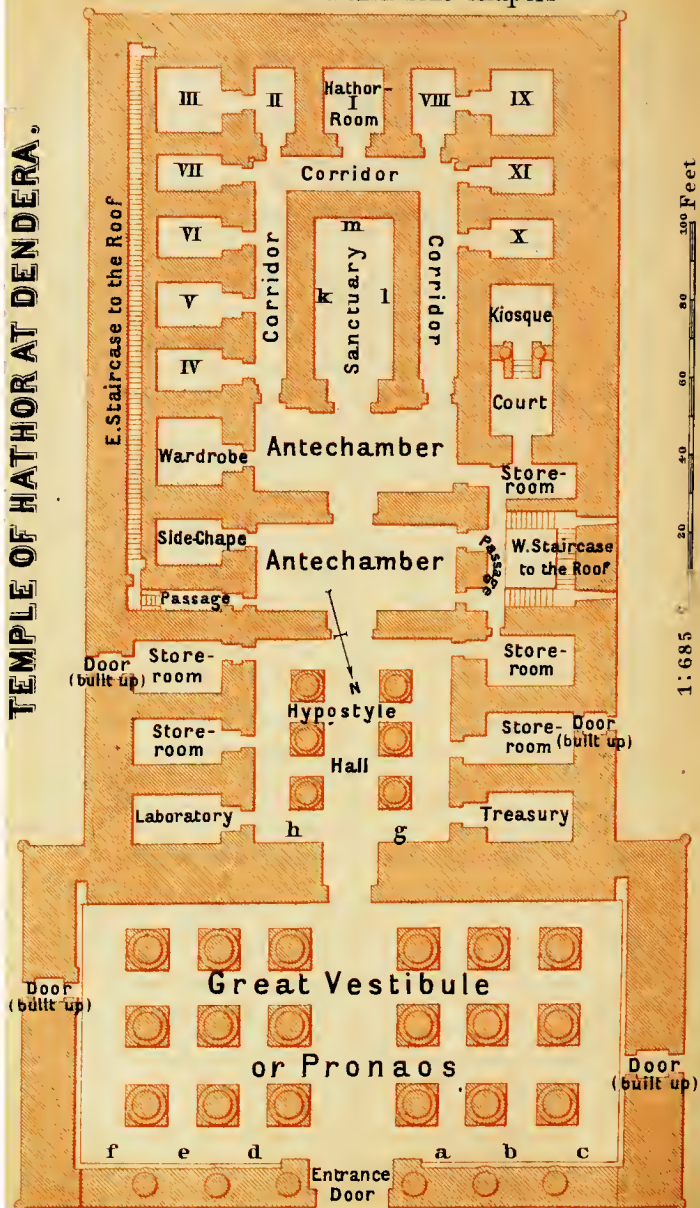 TEMPLE OF HATHOR AT DENDERA.
III
II
Hathor-
I
Room
VIII
IX
VII
Corridor
XI
E. Staircase to the Roof
VI
Corridor
m
k
Sanctuary
l
Corridor
X
V
Kiosque
IV
Court
Wardrobe
Antechamber
Store-
room
Side-Chape
Antechamber
Passage
W. Staircase
to the Roof
Passage
Door
(built up)
Store-
room
N
Store-
room
Hypostyle
Hall
Store-
room
Store-
room
Door
(built up)
Laboratory
h
g
Treasury
Great Vestibule
or Pronaos
Door
(built up)
Door
(built up)
f
e
d
a
b
c
Entrance
Door
100 Feet
80
60
40
20
1:685